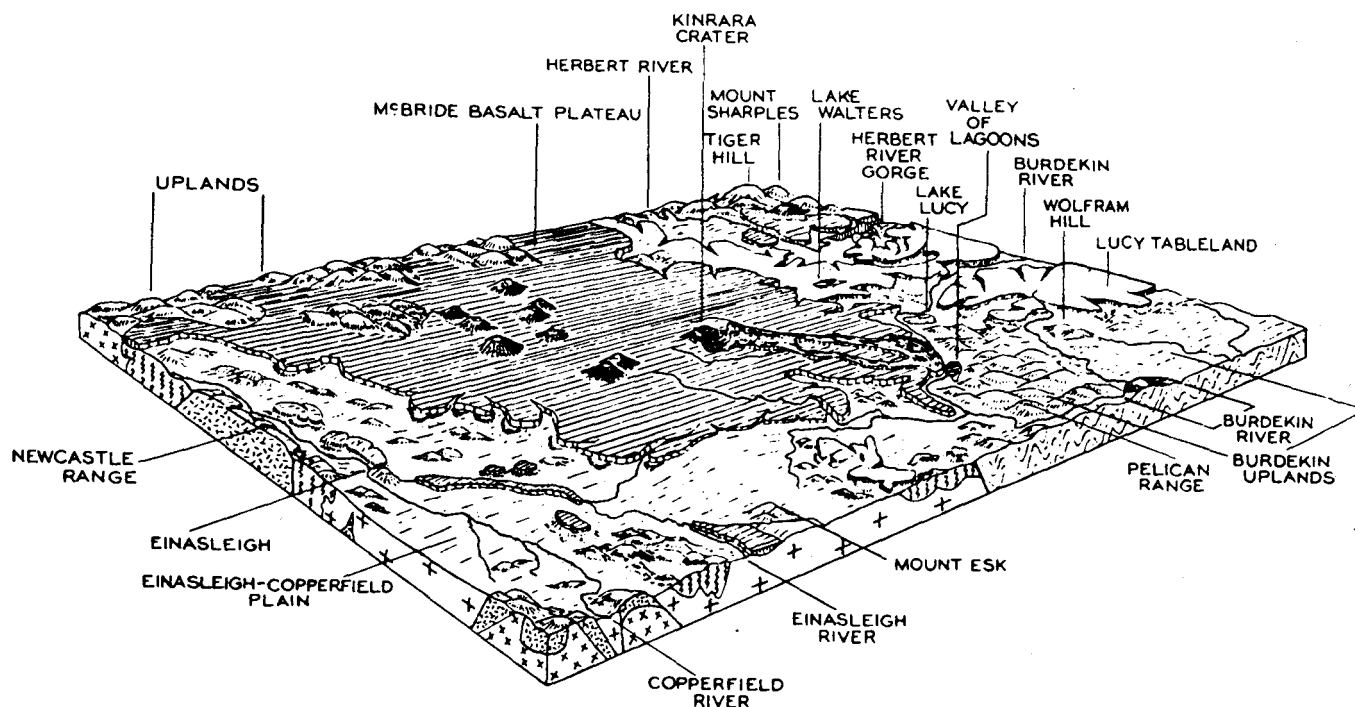 KINRARA
CRATER
HERBERT RIVER
McBRIDE BASALT PLATEAU
MOUNT
SHARPLES
LAKE
WALTERS
VALLEY
OF
LAGOONS
TIGER
HILL
HERBERT
RIVER
GORGE
BURDEKIN
RIVER
UPLANDS
LAKE
LUCY
WOLFRAM
HILL
LUCY TABLELAND
NEWCASTLE
RANGE
BURDEKIN
RIVER
PELICAN
RANGE
BURDEKIN
UPLANDS
EINASLEIGH
MOUNT ESK
EINASLEIGH-COPPERFIELD
PLAIN
EINASLEIGH
RIVER
COPPERFIELD
RIVER